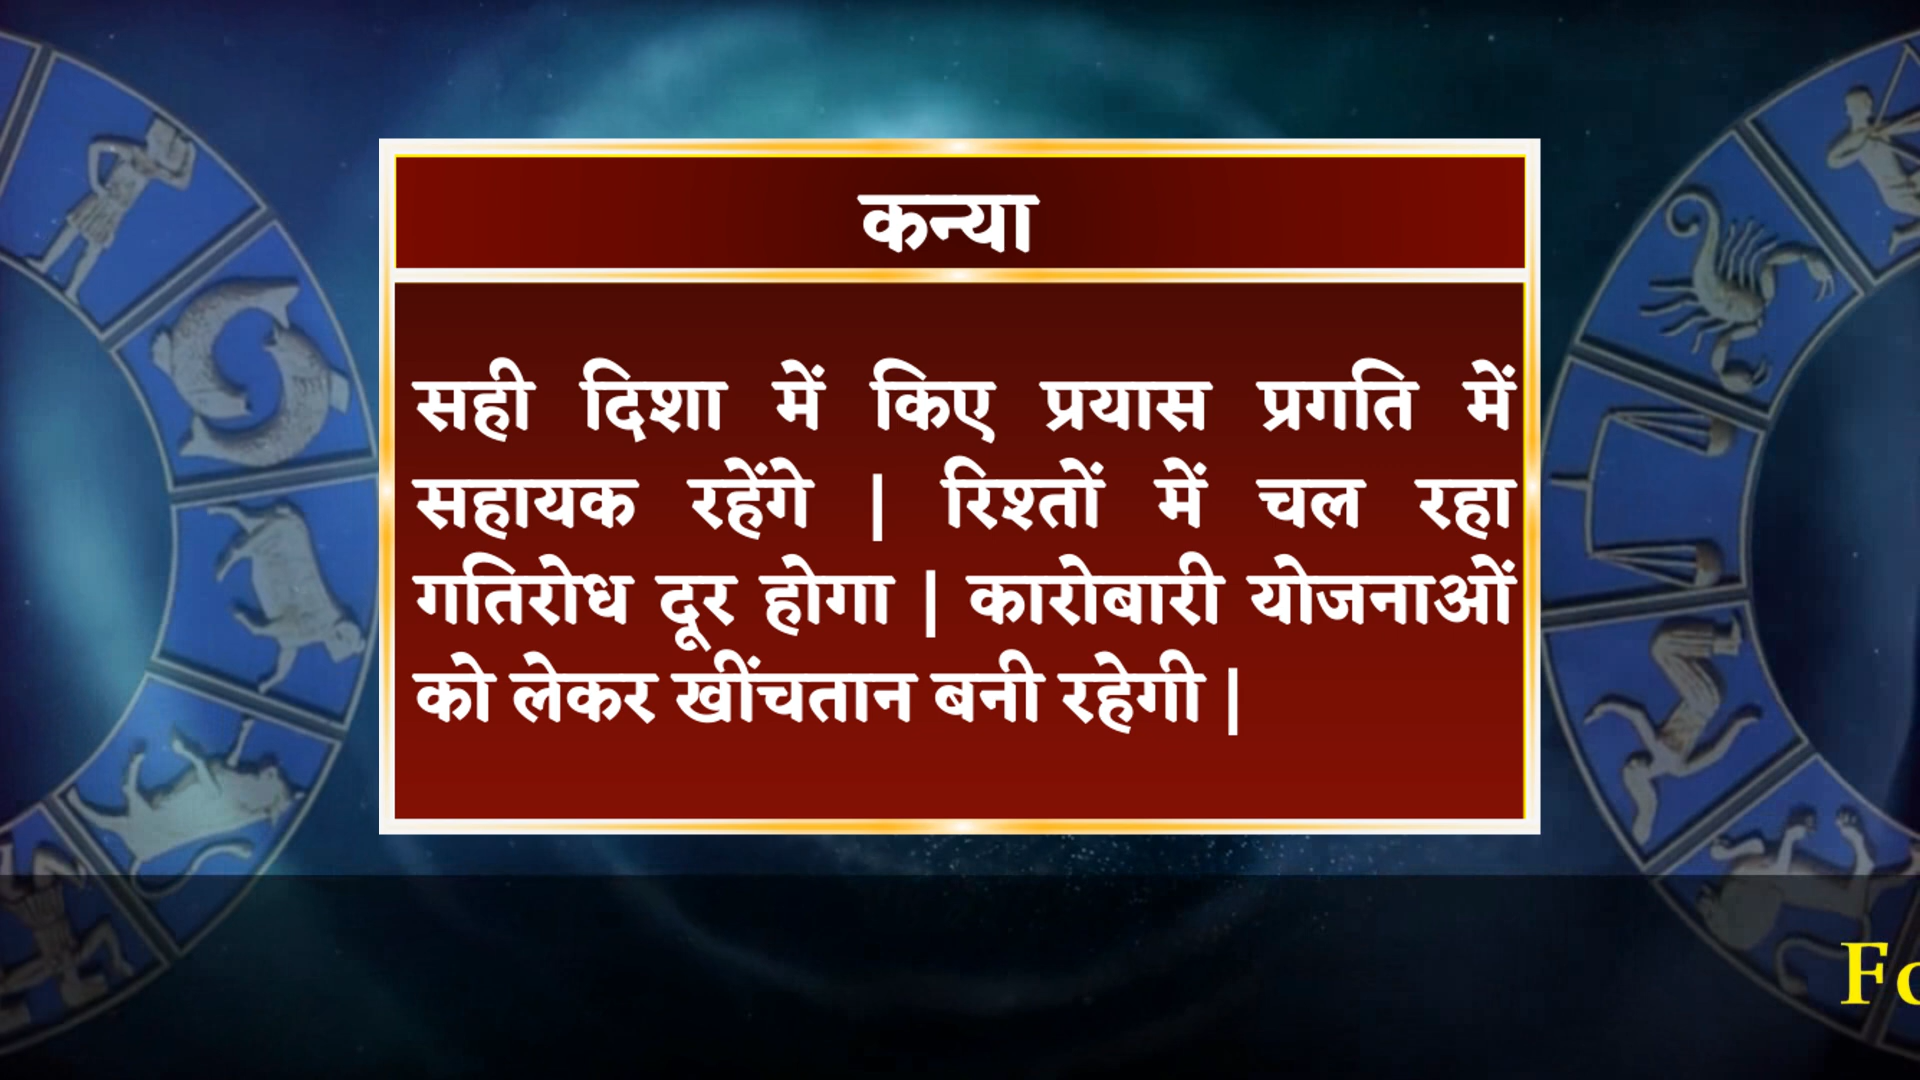 कन्या
सही दिशा में किए प्रयास प्रगति में
सहायक रहेंगे | रिश्तों में चल रहा
गतिरोध दूर होगा | कारोबारी योजनाओं
को लेकर खींचतान बनी रहेगी |